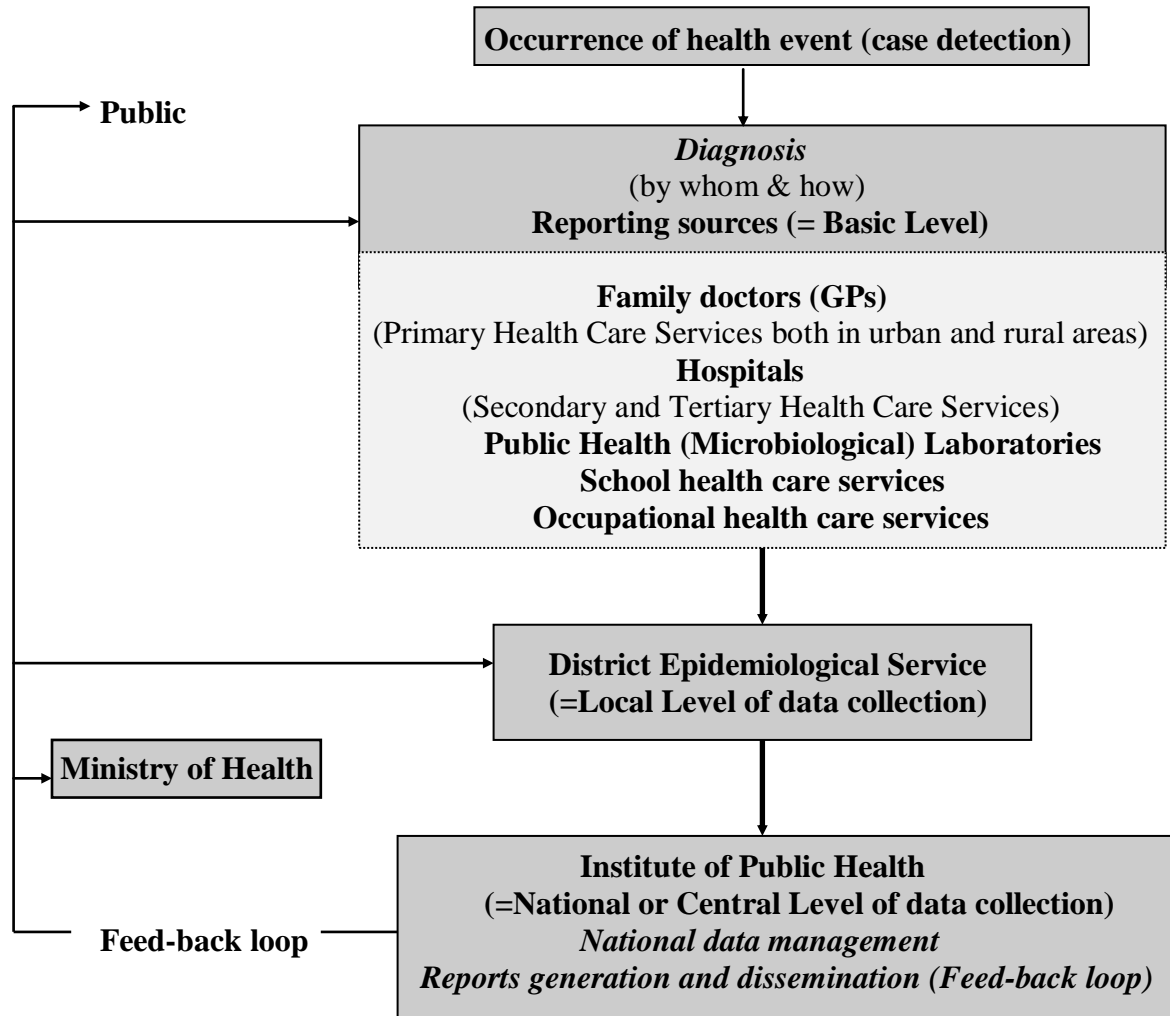 Occurrence of health event (case detection)
Public
Diagnosis
(by whom & how)
Reporting sources (= Basic Level)
Family doctors (GPs)
(Primary Health Care Services both in urban and rural areas)
Hospitals
(Secondary and Tertiary Health Care Services)
Public Health (Microbiological) Laboratories
School health care services
Occupational health care services
District Epidemiological Service
(=Local Level of data collection)
Ministry of Health
Institute of Public Health
(=National or Central Level of data collection)
National data management
Reports generation and dissemination (Feed-back loop)
Feed-back loop